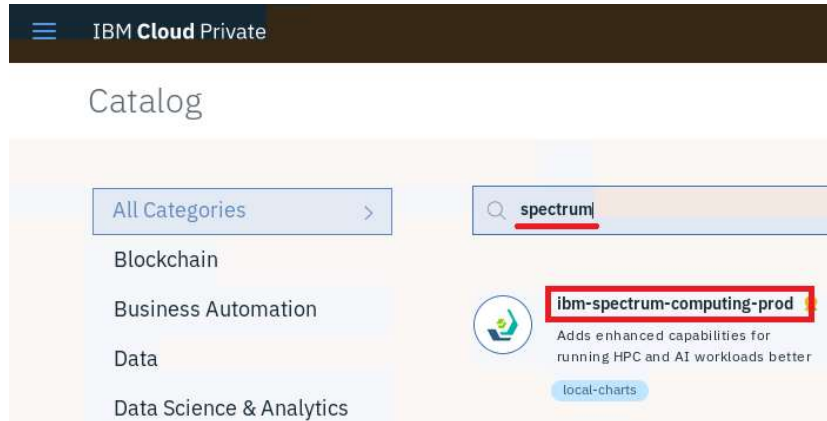 IBM Cloud Private
Catalog
All Categories
Blockchain
Business Automation
Data
Data Science & Analytics
spectrum
ibm-spectrum-computing-prod
Adds enhanced capabilities for
running HPC and AI workloads better
local-charts